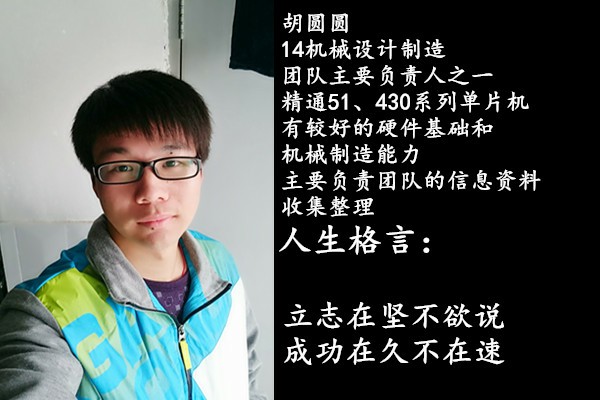 胡圆圆
14机械设计制造
团队主要负责人之一
精通51、430系列单片机
有较好的硬件基础和
机械制造能力
主要负责团队的信息资料
收集整理
人生格言：
立志在坚不欲说
成功在久不在速